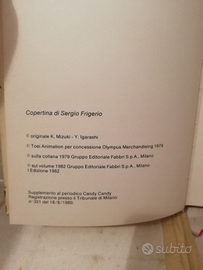 Copertina di Sergio Frigerio
© originale K. Mizuki - Y. Igarashi
© Toei Animation per concessione Olympus Merchandising 1979
© sulla collana 1979 Gruppo Editoriale Fabbri S.p.A., Milano
© sul volume 1982 Gruppo Editoriale Fabbri S.p.A., Milano
I Edizione 1982
Supplemento al periodico Candy Candy
Registrazione presso il Tribunale di Milano
n° 321 del 16/9/1980
subito